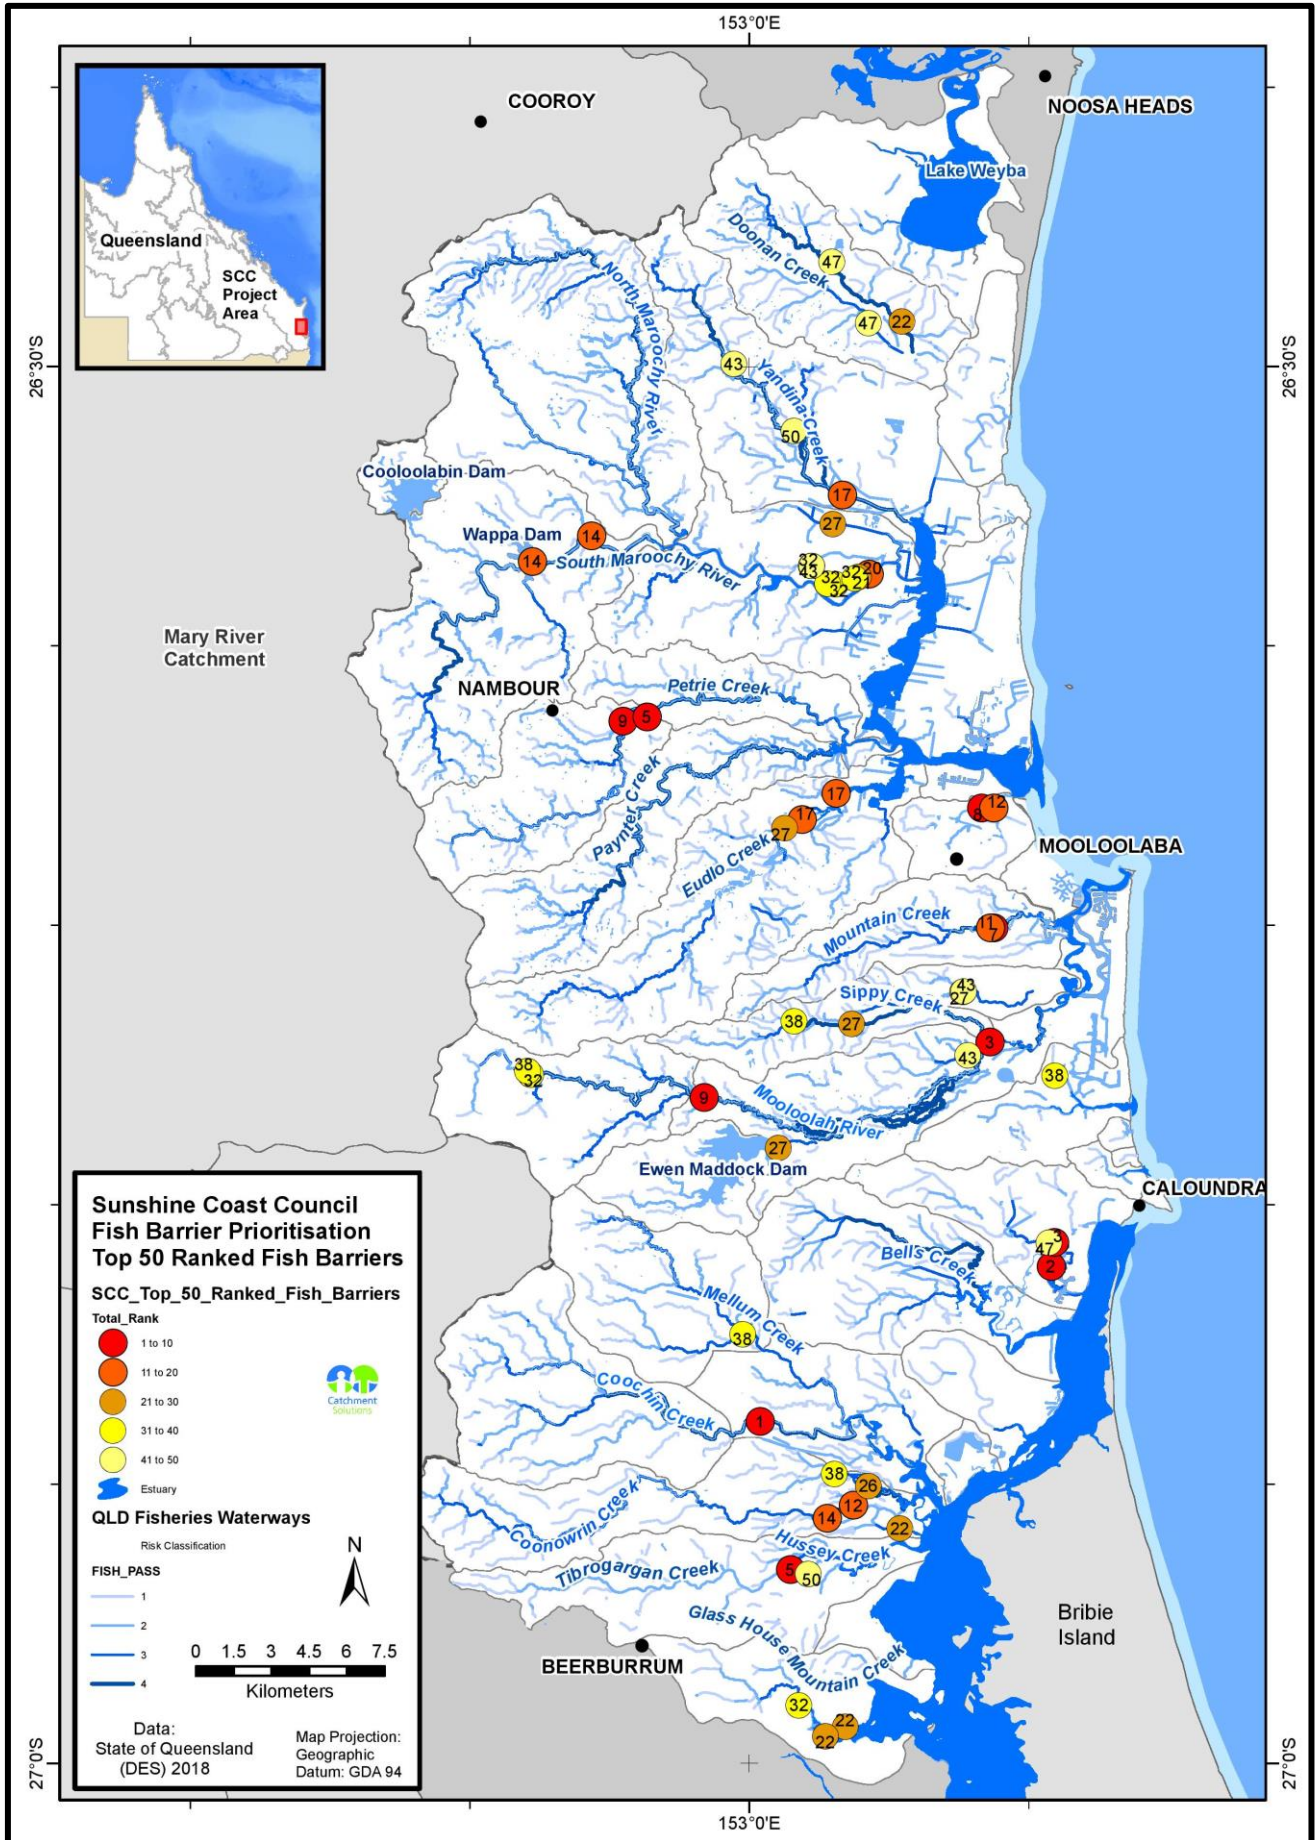 153°0'E
COOROY
NOOSA HEADS
Lake Weyba
Queensland
SCC
Project
Area
Doonan Creek
47
47
22
North Maroochy River
26°30'S
26°30'S
43
Yandina Creek
50
Cooloolabin Dam
17
27
Wappa Dam
14
14
South Maroochy River
32
43
32
32
32
21
20
Mary River
Catchment
NAMBOUR
Petrie Creek
9
5
Paynter Creek
17
17
27
Eudlo Creek
8
12
MOOLOOLABA
Mountain Creek
11
7
43
27
Sippy Creek
38
27
3
43
38
38
32
9
Mooloolah River
27
Ewen Maddock Dam
CALOUNDRA
3
47
2
Bell's Creek
Mellum Creek
38
Coochin Creek
1
38
26
12
14
22
Coonowrin Creek
Hussey Creek
Tibrogargan Creek
5
50
Glass House Mountain Creek
Bribie
Island
BEERBURRUM
32
22
22
Sunshine Coast Council
Fish Barrier Prioritisation
Top 50 Ranked Fish Barriers
SCC_Top_50_Ranked_Fish_Barriers
Total_Rank
1 to 10
11 to 20
21 to 30
31 to 40
41 to 50
Estuary
Catchment
Solutions
QLD Fisheries Waterways
Risk Classification
FISH_PASS
1
2
3
4
N
0 1.5 3 4.5 6 7.5
Kilometers
Data:
State of Queensland
(DES) 2018
Map Projection:
Geographic
Datum: GDA 94
27°0'S
27°0'S
153°0'E